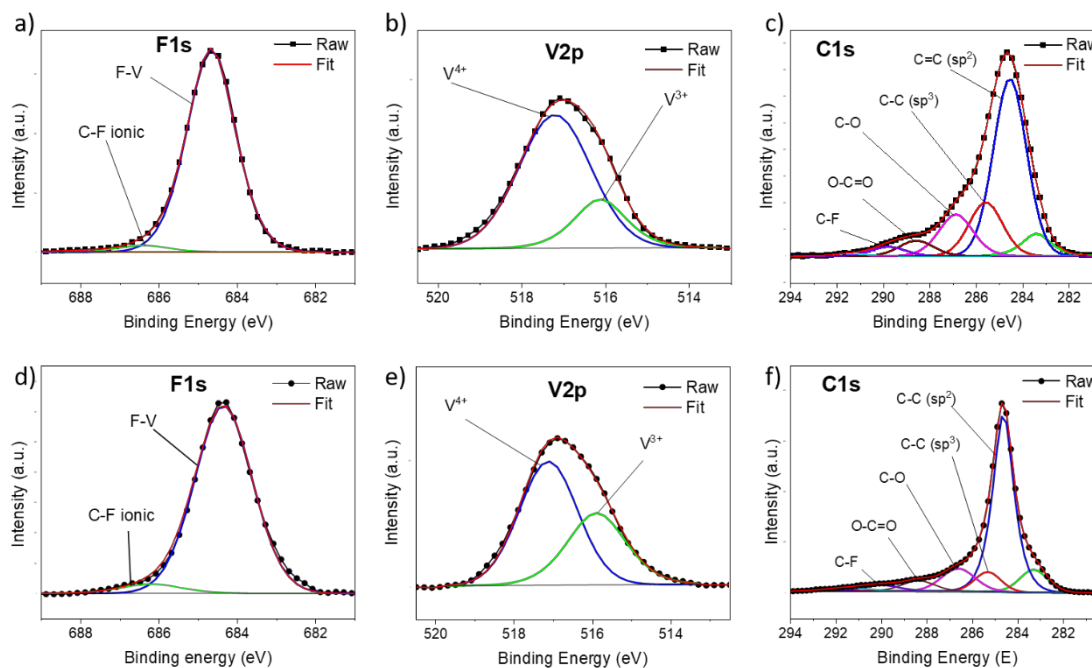 a)
F1s
Raw
Fit
F-V
C-F ionic
Intensity (a.u.)
688 686 684 682
Binding Energy (eV)
b)
V2p
Raw
Fit
V⁴⁺
V³⁺
Intensity (a.u.)
520 518 516 513
Binding Energy (eV)
c)
C1s
Raw
Fit
C=C (sp²)
C-C (sp³)
C-O
O-C=O
C-F
Intensity (a.u.)
294 292 290 288 286 284 282
Binding Energy (eV)
d)
F1s
Raw
Fit
F-V
C-F ionic
Intensity (a.u.)
688 686 684 682
Binding energy (eV)
e)
V2p
Raw
Fit
V⁴⁺
V³⁺
Intensity (a.u.)
520 518 516 514
Binding Energy (eV)
f)
C1s
Raw
Fit
C-C (sp²)
C-C (sp³)
C-O
O-C=O
C-F
Intensity (a.u.)
294 292 290 288 286 284 282
Binding Energy (E)